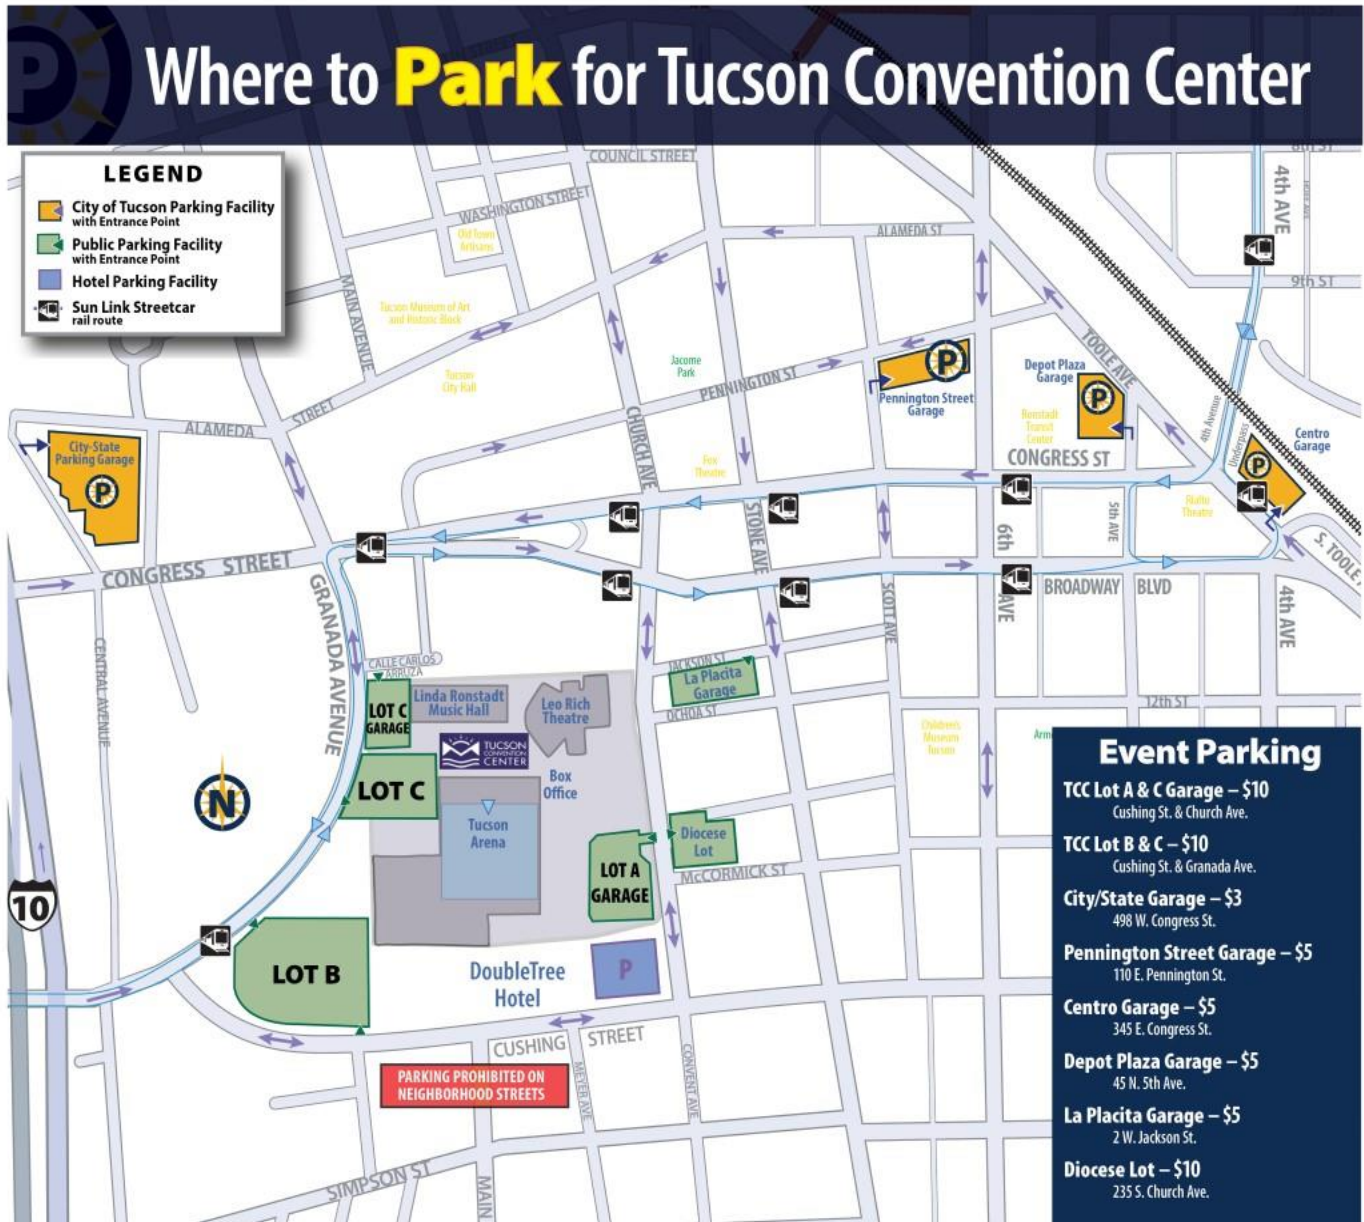 Where to Park for Tucson Convention Center
LEGEND
City of Tucson Parking Facility
with Entrance Point
Public Parking Facility
with Entrance Point
Hotel Parking Facility
Sun Link Streetcar
rail route
COUNCIL STREET
WASHINGTON STREET
Old Town
Artisans
ALAMEDA ST
4th AVE
9th ST
MAIN AVENUE
Tucson Museum of Art
and Historic Block
Tucson
City Hall
Jacome
Park
PENNINGTON ST
TOOLE AVE
P
Pennington Street
Garage
Depot Plaza
Garage
P
Ronstadt
Transit
Center
CONGRESS ST
4th Avenue
Underpass
Centro
Garage
P
ALAMEDA
STREET
CHURCH AVE
Fox
Theatre
City-State
Parking Garage
P
STONE AVE
6th
AVE
5th AVE
Rialto
Theatre
S. TOOLE
CONGRESS STREET
GRANADA AVENUE
SCOTT AVE
BROADWAY BLVD
4th AVE
CENTRAL AVENUE
CALLE CARLOS
ARRUZA
JACKSON ST
La Placita
Garage
OCHOA ST
12th ST
LOT C
GARAGE
Linda Ronstadt
Music Hall
Leo Rich
Theatre
TUCSON
CONVENTION
CENTER
Box
Office
Children's
Museum
Tucson
N
LOT C
Tucson
Arena
Diocese
Lot
McCORMICK ST
LOT A
GARAGE
10
LOT B
DoubleTree
Hotel
P
CUSHING STREET
PARKING PROHIBITED ON
NEIGHBORHOOD STREETS
MEYER AVE
CONVENT AVE
SIMPSON ST
MAIN
Event Parking
TCC Lot A & C Garage – $10
Cushing St. & Church Ave.
TCC Lot B & C – $10
Cushing St. & Granada Ave.
City/State Garage – $3
498 W. Congress St.
Pennington Street Garage – $5
110 E. Pennington St.
Centro Garage – $5
345 E. Congress St.
Depot Plaza Garage – $5
45 N. 5th Ave.
La Placita Garage – $5
2 W. Jackson St.
Diocese Lot – $10
235 S. Church Ave.